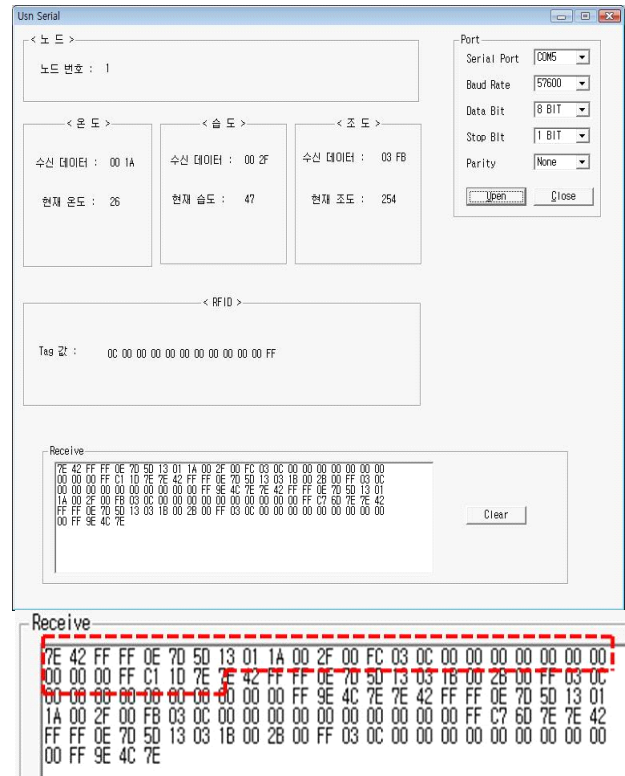 Usn Serial
< 노 드 >
노드 번호 : 1
Port
Serial Port COM5
Baud Rate 57600
Data Bit 8 BIT
Stop Bit 1 BIT
Parity None
Open Close
< 온 도 > < 습 도 > < 조 도 >
수신 데이터 : 00 1A 수신 데이터 : 00 2F 수신 데이터 : 03 FB
현재 온도 : 26 현재 습도 : 47 현재 조도 : 254
< RFID >
Tag 값 : 0C 00 00 00 00 00 00 00 00 00 00 FF
Receive
7E 42 FF FF 0E 7D 5D 13 01 1A 00 2F 00 FC 03 0C 00 00 00 00 00 00 00
00 00 00 FF C1 1D 7E 7E 42 FF FF 0E 7D 5D 13 03 1B 00 2B 00 FF 03 0C
00 00 00 00 00 00 00 00 00 00 FF 9E 4C 7E 7E 42 FF FF 0E 7D 5D 13 01
1A 00 2F 00 FB 03 0C 00 00 00 00 00 00 00 00 00 00 FF C7 6D 7E 7E 42
FF FF 0E 7D 5D 13 03 1B 00 2B 00 FF 03 0C 00 00 00 00 00 00 00 00 00
00 FF 9E 4C 7E
Clear
Receive
7E 42 FF FF 0E 7D 5D 13 01 1A 00 2F 00 FC 03 0C 00 00 00 00 00 00 00
00 00 00 FF C1 1D 7E 7E 42 FF FF 0E 7D 5D 13 03 1B 00 2B 00 FF 03 0C
00 00 00 00 00 00 00 00 00 00 FF 9E 4C 7E 7E 42 FF FF 0E 7D 5D 13 01
1A 00 2F 00 FB 03 0C 00 00 00 00 00 00 00 00 00 00 FF C7 6D 7E 7E 42
FF FF 0E 7D 5D 13 03 1B 00 2B 00 FF 03 0C 00 00 00 00 00 00 00 00 00
00 FF 9E 4C 7E